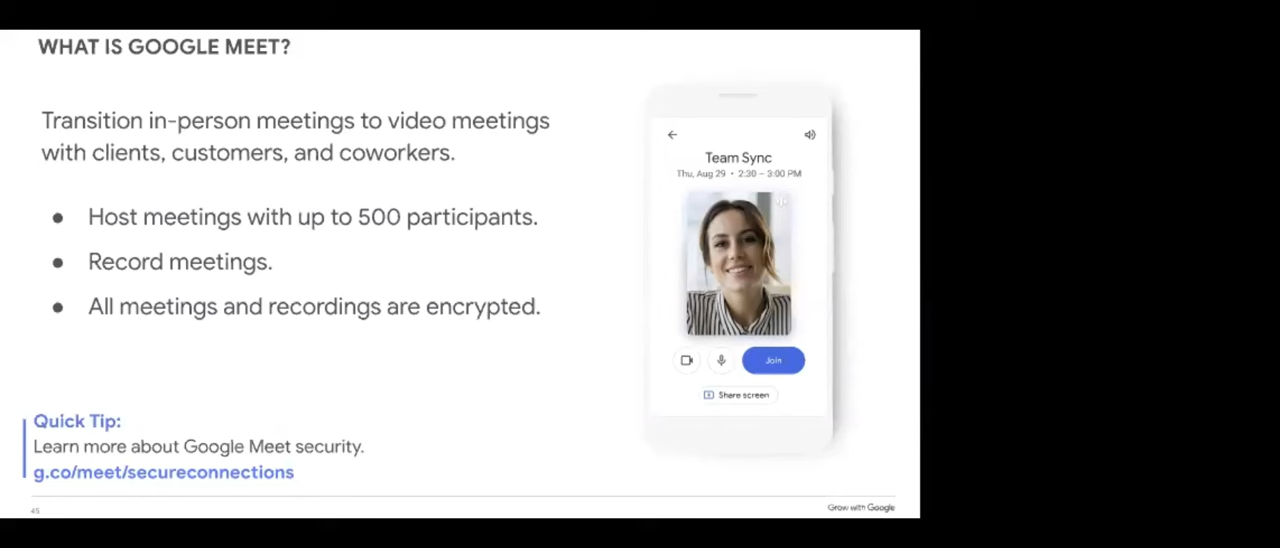 WHAT IS GOOGLE MEET?
Transition in-person meetings to video meetings
with clients, customers, and coworkers.
● Host meetings with up to 500 participants.
● Record meetings.
● All meetings and recordings are encrypted.
Team Sync
Thu, Aug 29 • 2:30 – 3:00 PM
Join
Share screen
Quick Tip:
Learn more about Google Meet security.
g.co/meet/secureconnections
45
Grow with Google